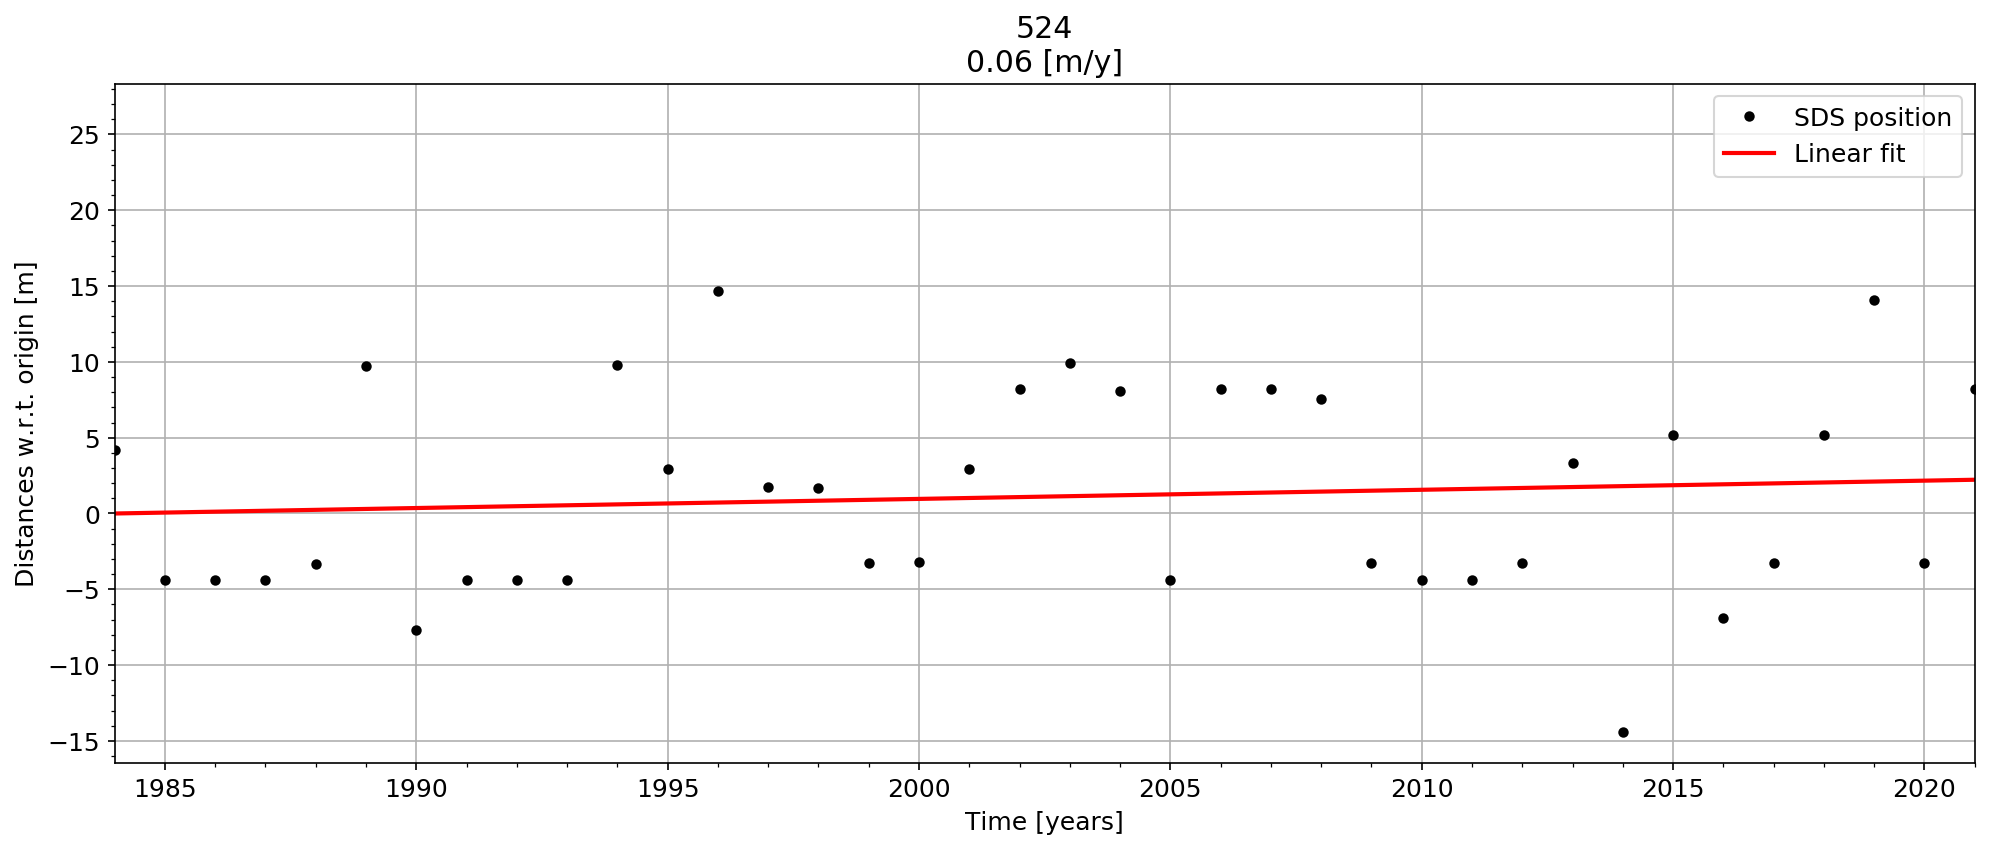 524
0.06 [m/y]
SDS position
Linear fit
Distances w.r.t. origin [m]
25
20
15
10
5
0
−5
−10
−15
1985 1990 1995 2000 2005 2010 2015 2020
Time [years]